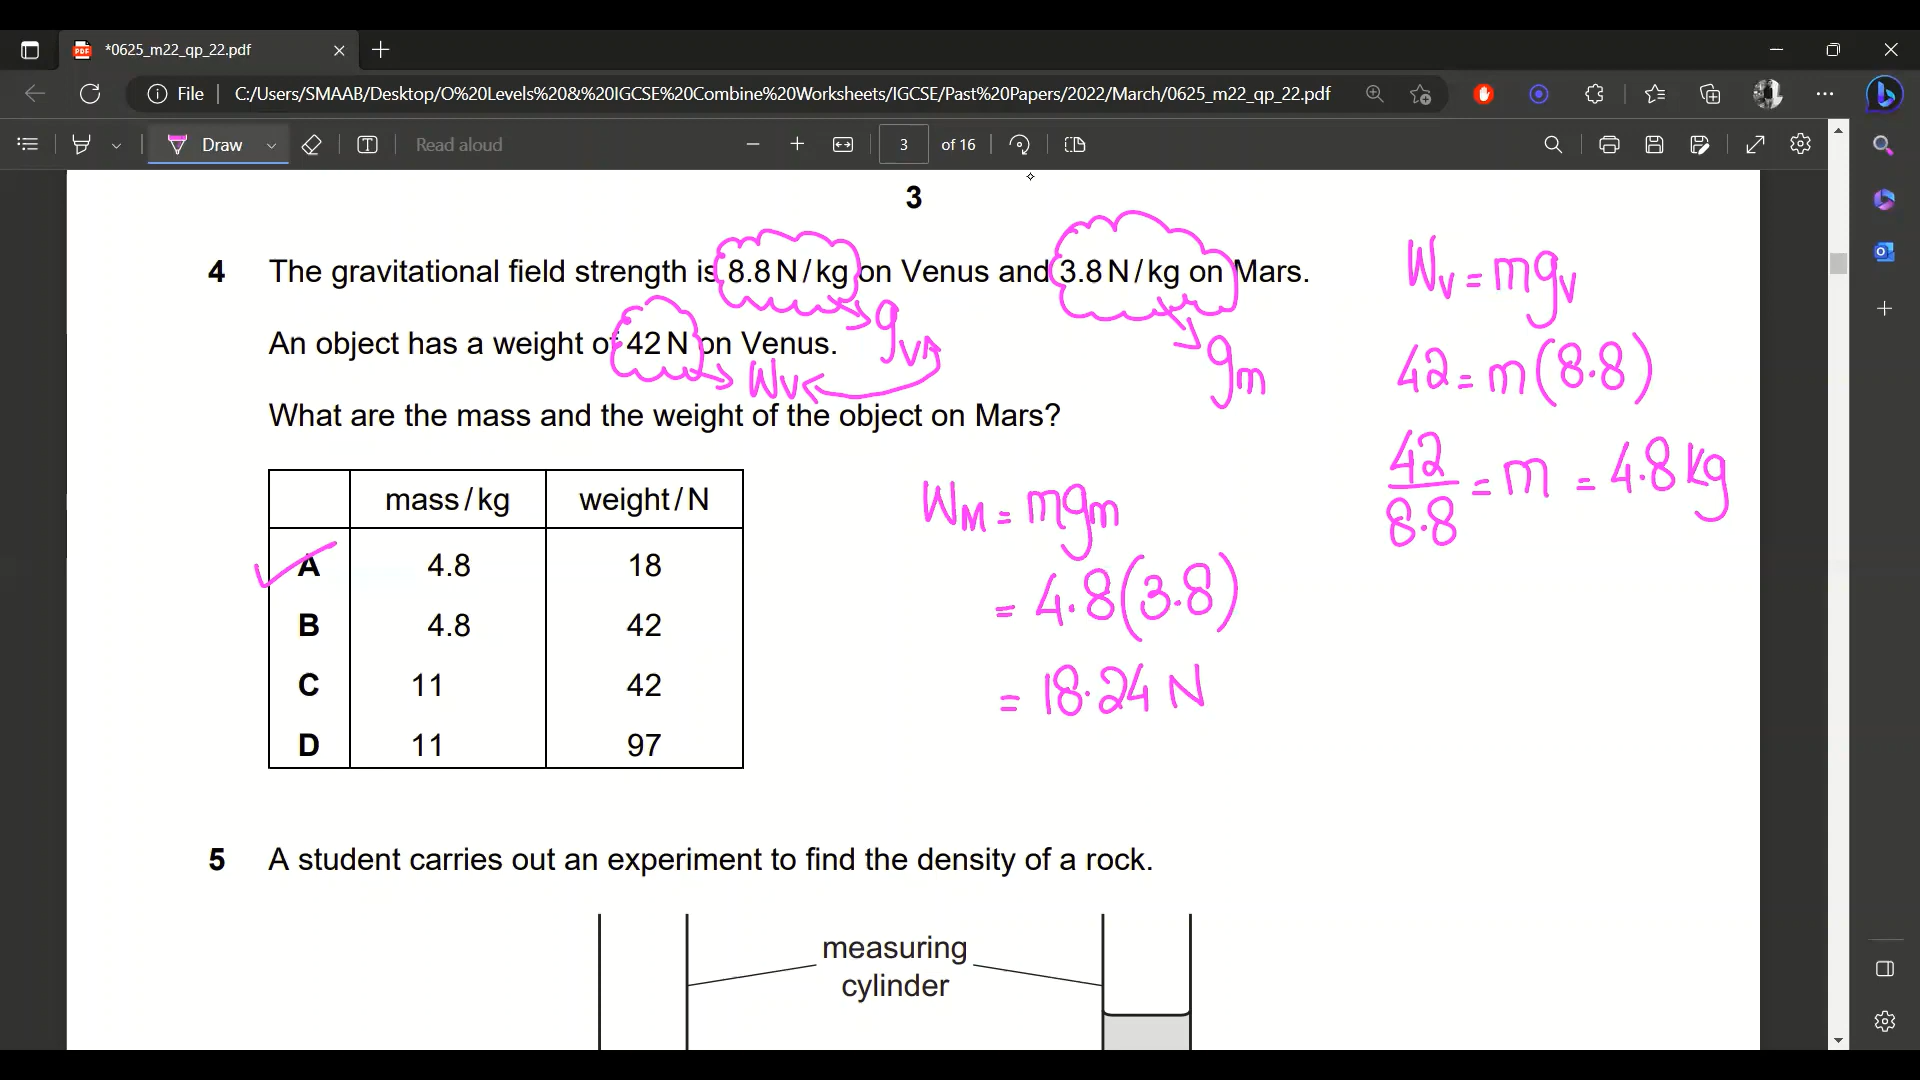 *0625_m22_qp_22.pdf
File
C:/Users/SMAAB/Desktop/O%20Levels%20&%20IGCSE%20Combine%20Worksheets/IGCSE/Past%20Papers/2022/March/0625_m22_qp_22.pdf
Draw
Read aloud
3 of 16
3
4 The gravitational field strength is 8.8 N/kg on Venus and 3.8 N/kg on Mars.
An object has a weight of 42 N on Venus.
What are the mass and the weight of the object on Mars?
mass/kg weight/N
A 4.8 18
B 4.8 42
C 11 42
D 11 97
gv
Wv
gm
Wv = mgv
42 = m(8.8)
42/8.8 = m = 4.8 kg
WM = mgm
= 4.8(3.8)
= 18.24 N
5 A student carries out an experiment to find the density of a rock.
measuring
cylinder